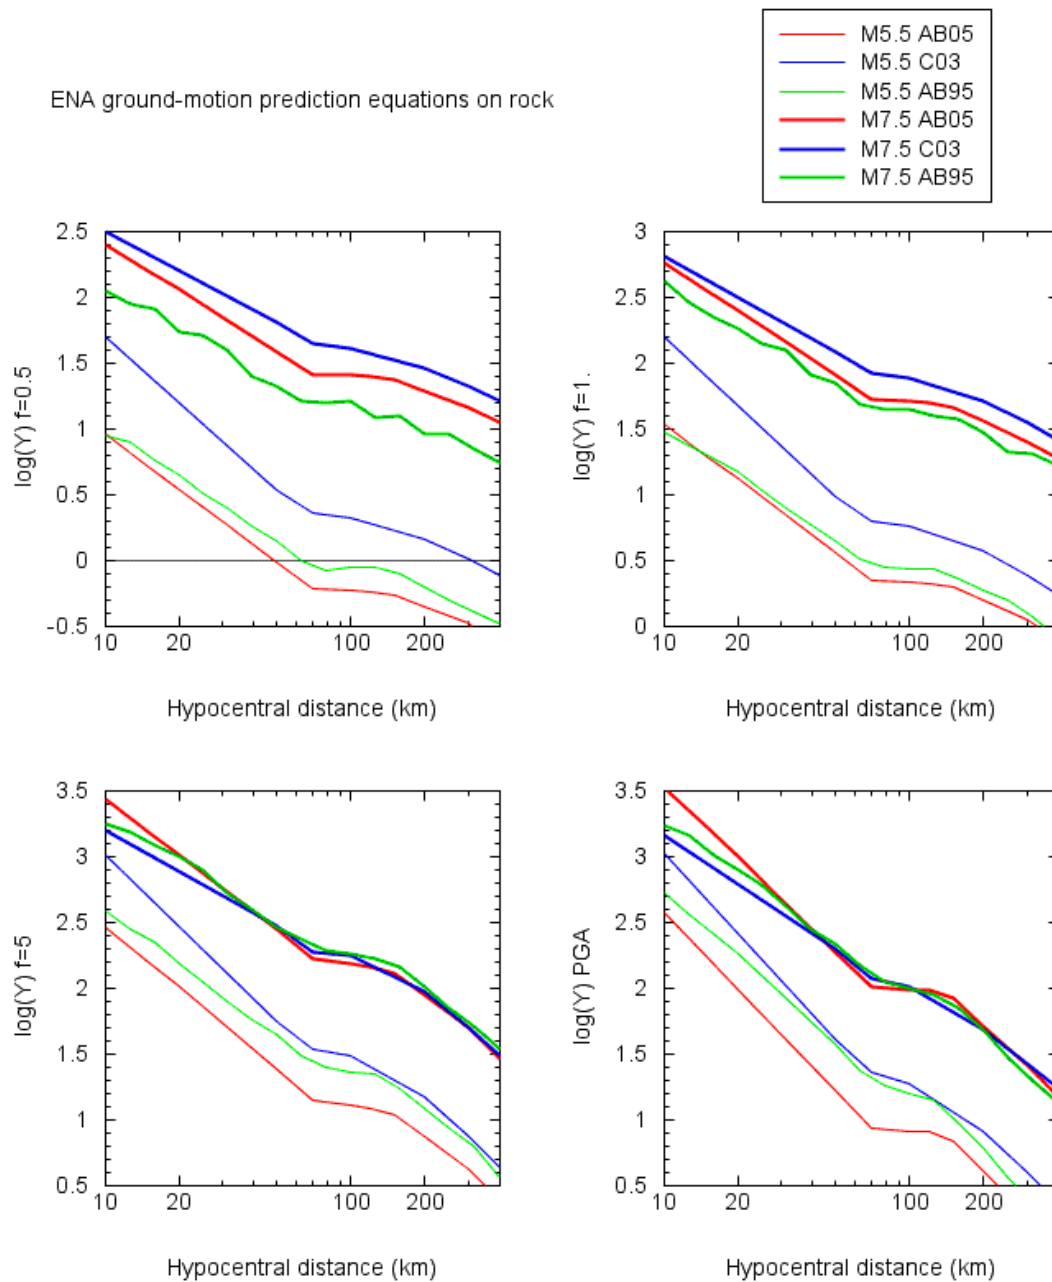 M5.5 AB05
M5.5 C03
ENA ground-motion prediction equations on rock
M5.5 AB95
M7.5 AB05
M7.5 C03
M7.5 AB95
log(Y) f=0.5
2.5
2
1.5
1
0.5
0
-0.5
10 20 100 200
Hypocentral distance (km)
log(Y) f=1.
3
2.5
2
1.5
1
0.5
0
10 20 100 200
Hypocentral distance (km)
log(Y) f=5
3.5
3
2.5
2
1.5
1
0.5
10 20 100 200
Hypocentral distance (km)
log(Y) PGA
3.5
3
2.5
2
1.5
1
0.5
10 20 100 200
Hypocentral distance (km)